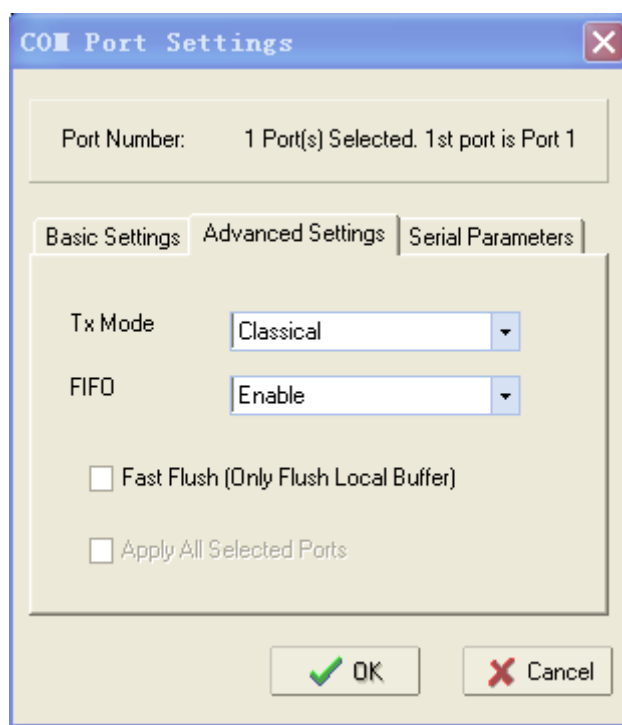 COM Port Settings
Port Number: 1 Port(s) Selected. 1st port is Port 1
Basic Settings Advanced Settings Serial Parameters
Tx Mode Classical
FIFO Enable
Fast Flush (Only Flush Local Buffer)
Apply All Selected Ports
OK Cancel